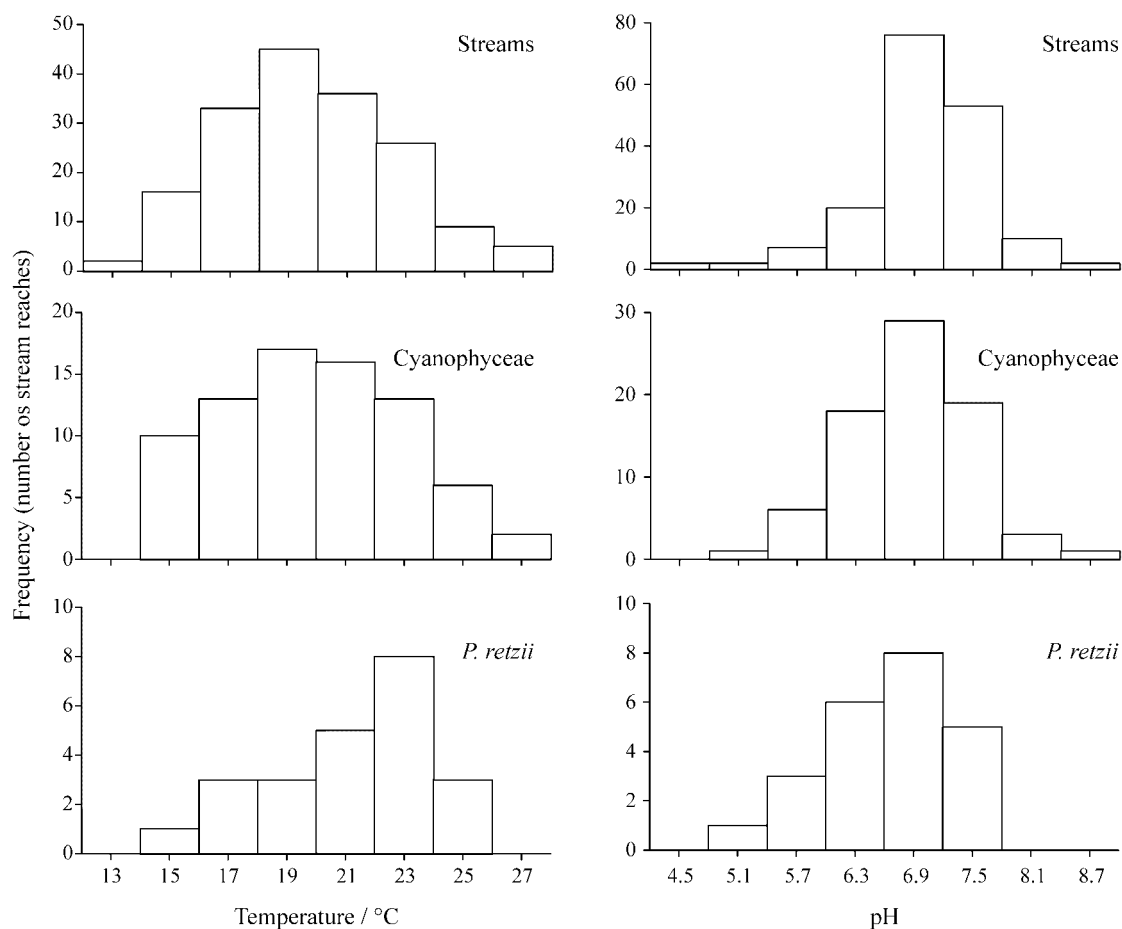 Frequency (number os stream reaches)
50
40
30
20
10
0
Streams
80
60
40
20
0
Streams
20
15
10
5
0
Cyanophyceae
30
20
10
0
Cyanophyceae
10
8
6
4
2
0
P. retzii
13 15 17 19 21 23 25 27
Temperature / °C
10
8
6
4
2
0
P. retzii
4.5 5.1 5.7 6.3 6.9 7.5 8.1 8.7
pH